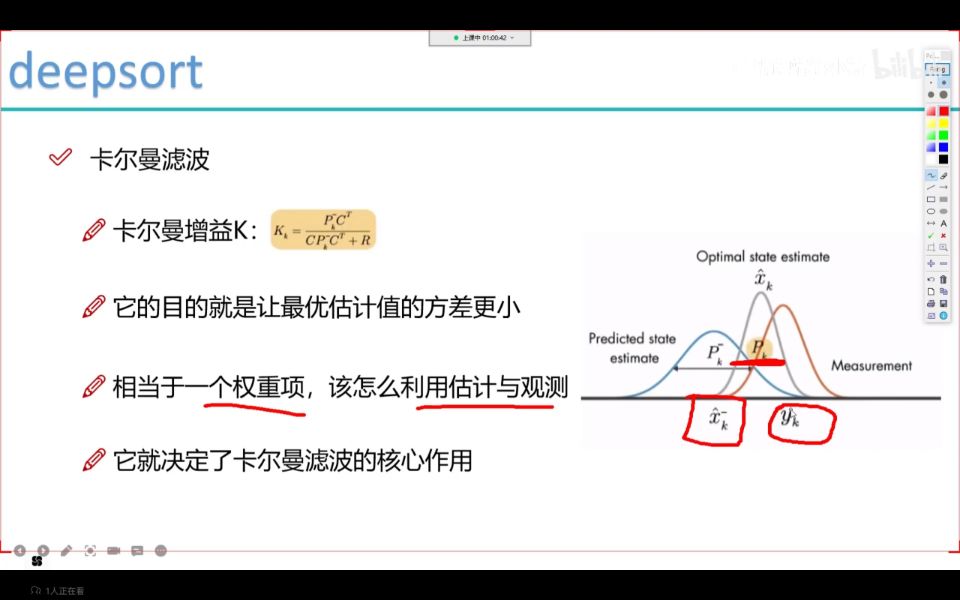 上课中 01:00:42
deepsort
bilibili
卡尔曼滤波
卡尔曼增益K： K_k = P_k^- C^T / (C P_k^- C^T + R)
它的目的就是让最优估计值的方差更小
相当于一个权重项，该怎么利用估计与观测
它就决定了卡尔曼滤波的核心作用
Optimal state estimate
x̂_k
Predicted state
estimate
P_k^-
P_k
Measurement
x̂_k^-
y_k
1人正在看